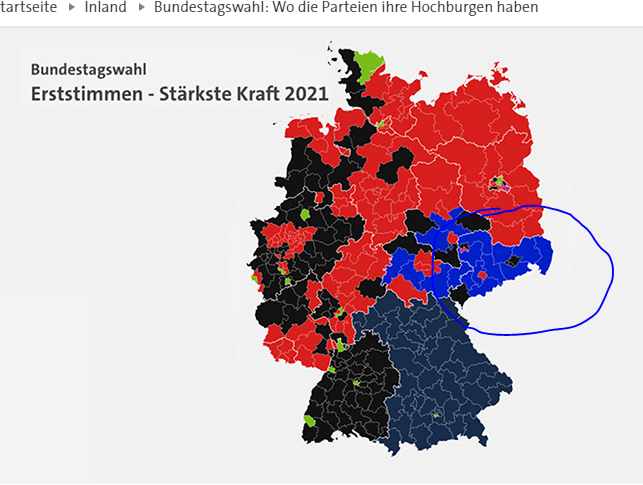 tartseite ▸ Inland ▸ Bundestagswahl: Wo die Parteien ihre Hochburgen haben
Bundestagswahl
Erststimmen - Stärkste Kraft 2021